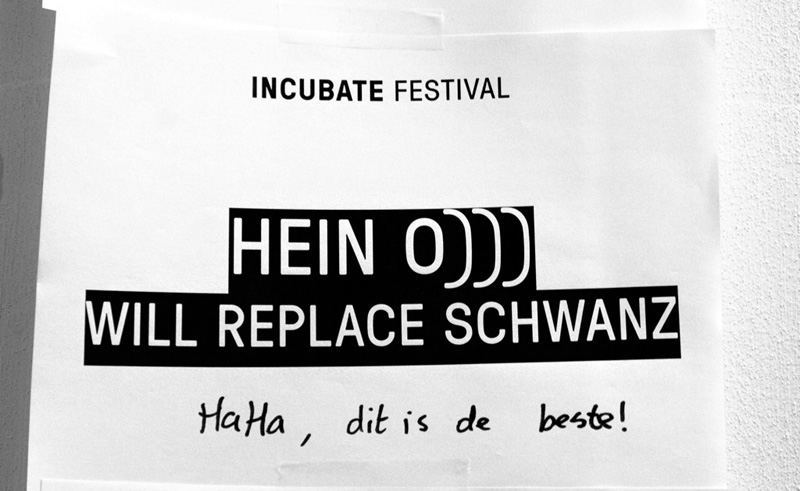 INCUBATE FESTIVAL
HEIN O)))
WILL REPLACE SCHWANZ
HaHa, dit is de beste!